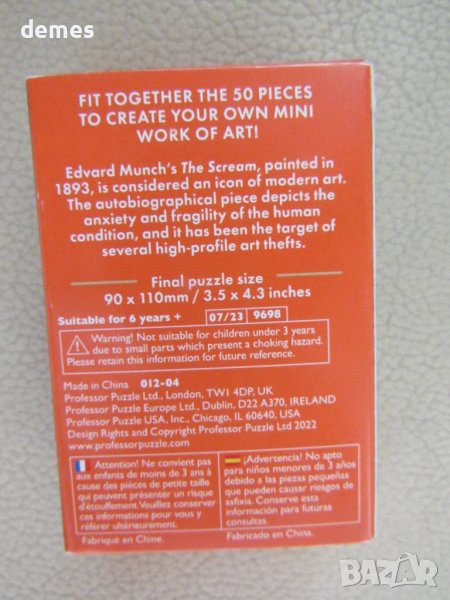 demes
FIT TOGETHER THE 50 PIECES
TO CREATE YOUR OWN MINI
WORK OF ART!
Edvard Munch's The Scream, painted in
1893, is considered an icon of modern art.
The autobiographical piece depicts the
anxiety and fragility of the human
condition, and it has been the target of
several high-profile art thefts.
Final puzzle size
90 x 110mm / 3.5 x 4.3 inches
Suitable for 6 years + 07/23 9698
Warning! Not suitable for children under 3 years
due to small parts which present a choking hazard.
Please retain this information for future reference.
Made in China 012-04
Professor Puzzle Ltd., London, TW1 4DP, UK
Professor Puzzle Europe Ltd., Dublin, D22 A370, IRELAND
Professor Puzzle USA, Inc., Chicago, IL 60640, USA
Design Rights and Copyright Professor Puzzle Ltd 2022
www.professorpuzzle.com
Attention! Ne convient pas
aux enfants de moins de 3 ans à
cause des pièces de petite taille
qui peuvent présenter un risque
d'étouffement. Veuillez conserver
ces informations pour vous y
référer ultérieurement.
Fabriqué en Chine.
¡Advertencia! No apto
para niños menores de 3 años
debido a las piezas pequeñas
que pueden causar riesgos de
asfixia. Conserve esta
información para futuras
consultas.
Fabricado en China.
BAZAR